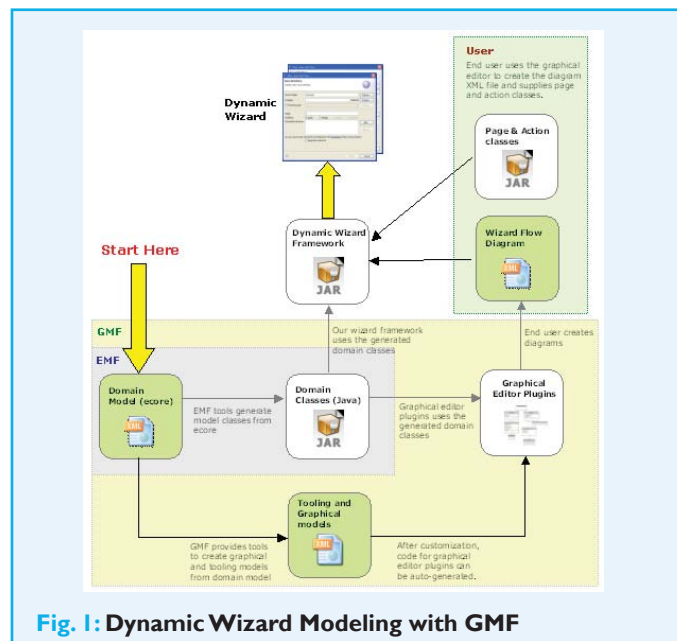 User
End user uses the graphical
editor to create the diagram
XML file and supplies page
and action classes.
Dynamic
Wizard
Page & Action
classes
JAR
Dynamic Wizard
Framework
JAR
Wizard Flow
Diagram
XML
Start Here
GMF
Our wizard framework
uses the generated
domain classes
End user creates
diagrams
EMF
Domain
Model (ecore)
XML
EMF tools generate
model classes from
ecore
Domain
Classes (Java)
JAR
Graphical editor
plugins uses the
generated domain
classes
Graphical
Editor Plugins
Tooling and
Graphical
models
XML
GMF provides tools
to create graphical
and tooling models
from domain model
After customization,
code for graphical
editor plugins can
be auto-generated.
Fig. 1: Dynamic Wizard Modeling with GMF